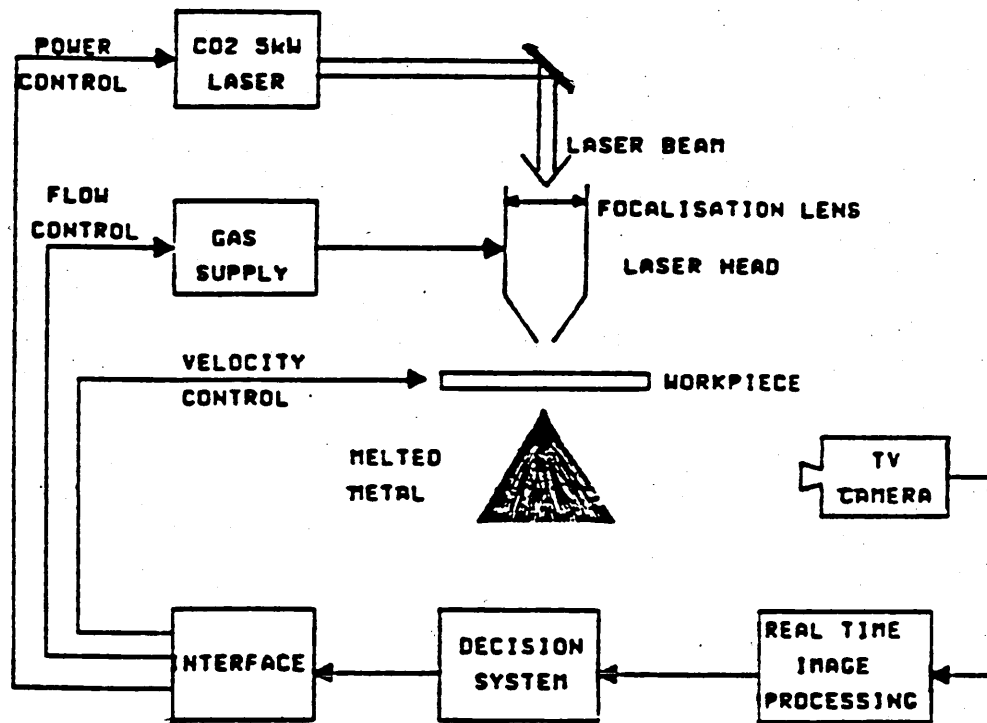 POWER
CONTROL
CO2 5kW
LASER
LASER BEAM
FLOW
CONTROL
GAS
SUPPLY
FOCALISATION LENS
LASER HEAD
VELOCITY
CONTROL
WORKPIECE
MELTED
METAL
TV
CAMERA
NTERFACE
DECISION
SYSTEM
REAL TIME
IMAGE
PROCESSING